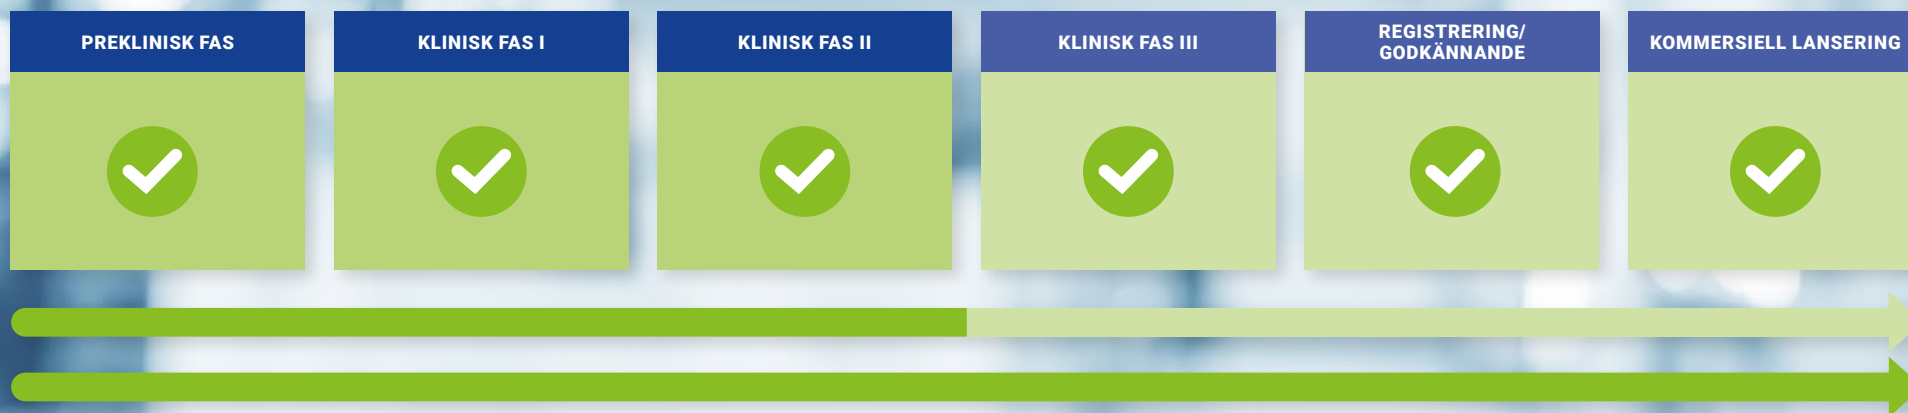 PREKLINISK FAS
KLINISK FAS I
KLINISK FAS II
KLINISK FAS III
REGISTRERING/
GODKÄNNANDE
KOMMERSIELL LANSERING